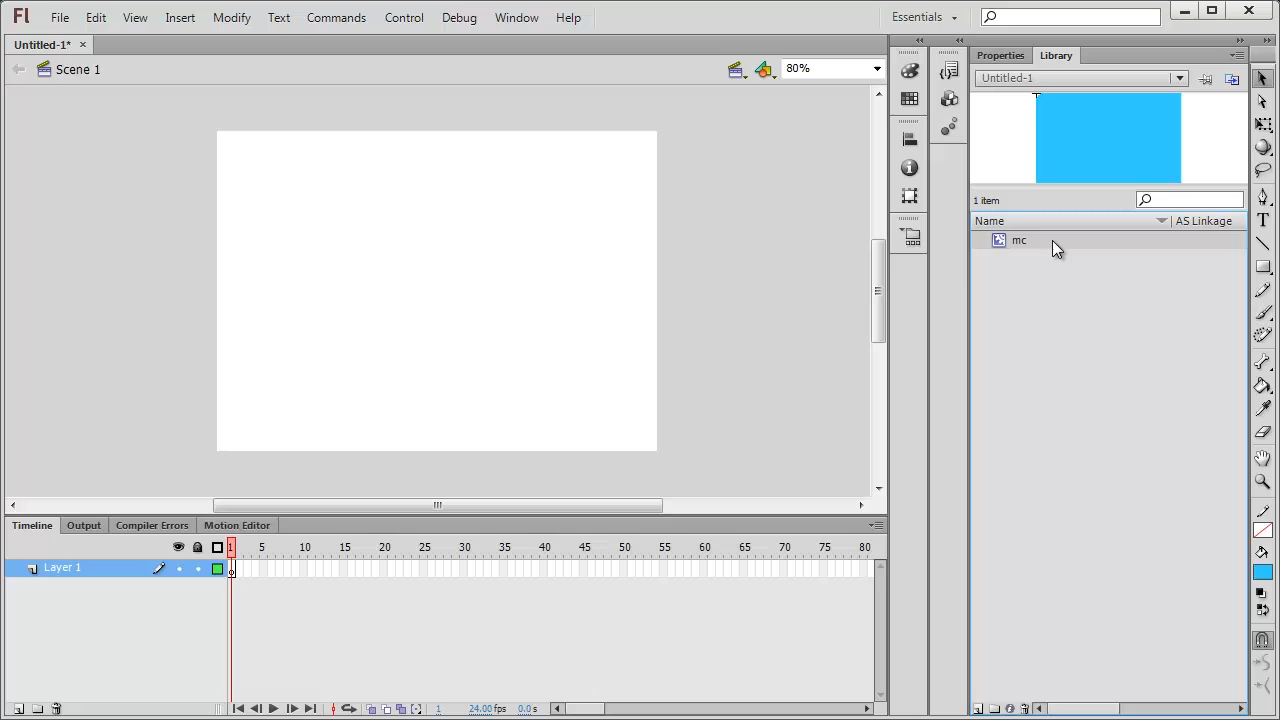 Fl File Edit View Insert Modify Text Commands Control Debug Window Help Essentials
Untitled-1* ×
Scene 1 80%
Properties Library
Untitled-1
1 item
Name AS Linkage
mc
T
Timeline Output Compiler Errors Motion Editor
1 5 10 15 20 25 30 35 40 45 50 55 60 65 70 75 80
Layer 1
1 24.00 fps 0.0 s